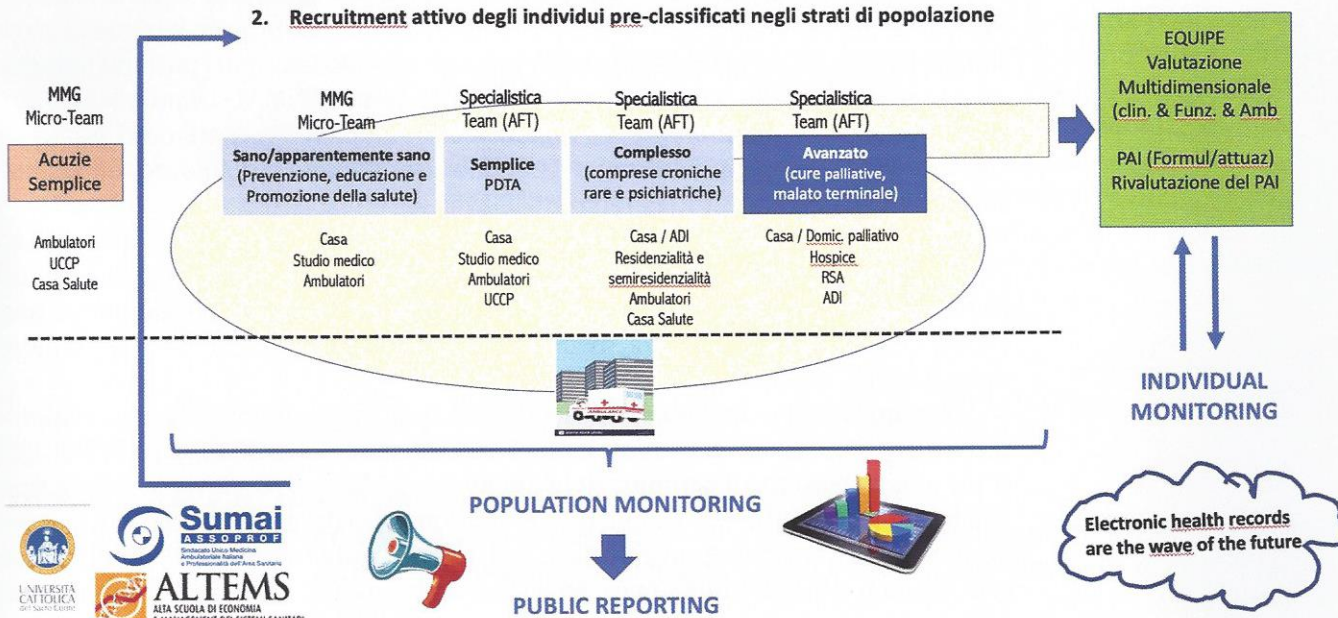 2. Recruitment attivo degli individui pre-classificati negli strati di popolazione
MMG
Micro-Team
Acuzie
Semplice
Ambulatori
UCCP
Casa Salute
MMG
Micro-Team
Sano/apparentemente sano
(Prevenzione, educazione e
Promozione della salute)
Casa
Studio medico
Ambulatori
Specialistica
Team (AFT)
Semplice
PDTA
Casa
Studio medico
Ambulatori
UCCP
Specialistica
Team (AFT)
Complesso
(comprese croniche
rare e psichiatriche)
Casa / ADI
Residenzialità e
semiresidenzialità
Ambulatori
Casa Salute
Specialistica
Team (AFT)
Avanzato
(cure palliative,
malato terminale)
Casa / Domic. palliativo
Hospice
RSA
ADI
EQUIPE
Valutazione
Multidimensionale
(clin. & Funz. & Amb
PAI (Formul/attuaz)
Rivalutazione del PAI
INDIVIDUAL
MONITORING
AMBULANCE
POPULATION MONITORING
PUBLIC REPORTING
Electronic health records
are the wave of the future
UNIVERSITÀ
CATTOLICA
del Sacro Cuore
Sumai
ASSOPROF
Sindacato Unico Medicina
Ambulatoriale Italiana
e Professionalità dell'Area Sanitaria
ALTEMS
ALTA SCUOLA DI ECONOMIA
E MANAGEMENT DEI SISTEMI SANITARI